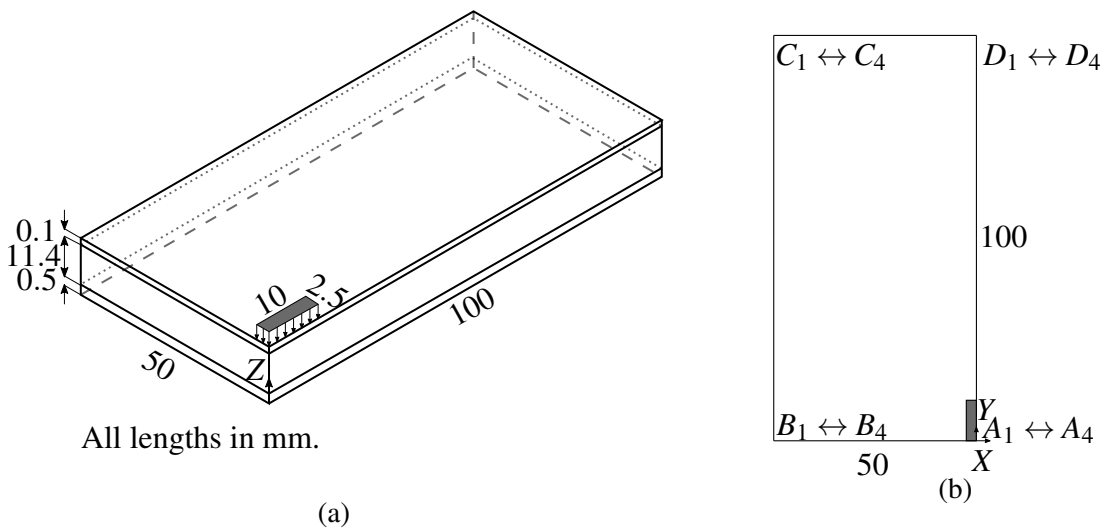 0.1
11.4
0.5
10
2.5
50
100
Z
All lengths in mm.
(a)
C₁ ↔ C₄
D₁ ↔ D₄
100
Y
B₁ ↔ B₄
A₁ ↔ A₄
50
X
(b)